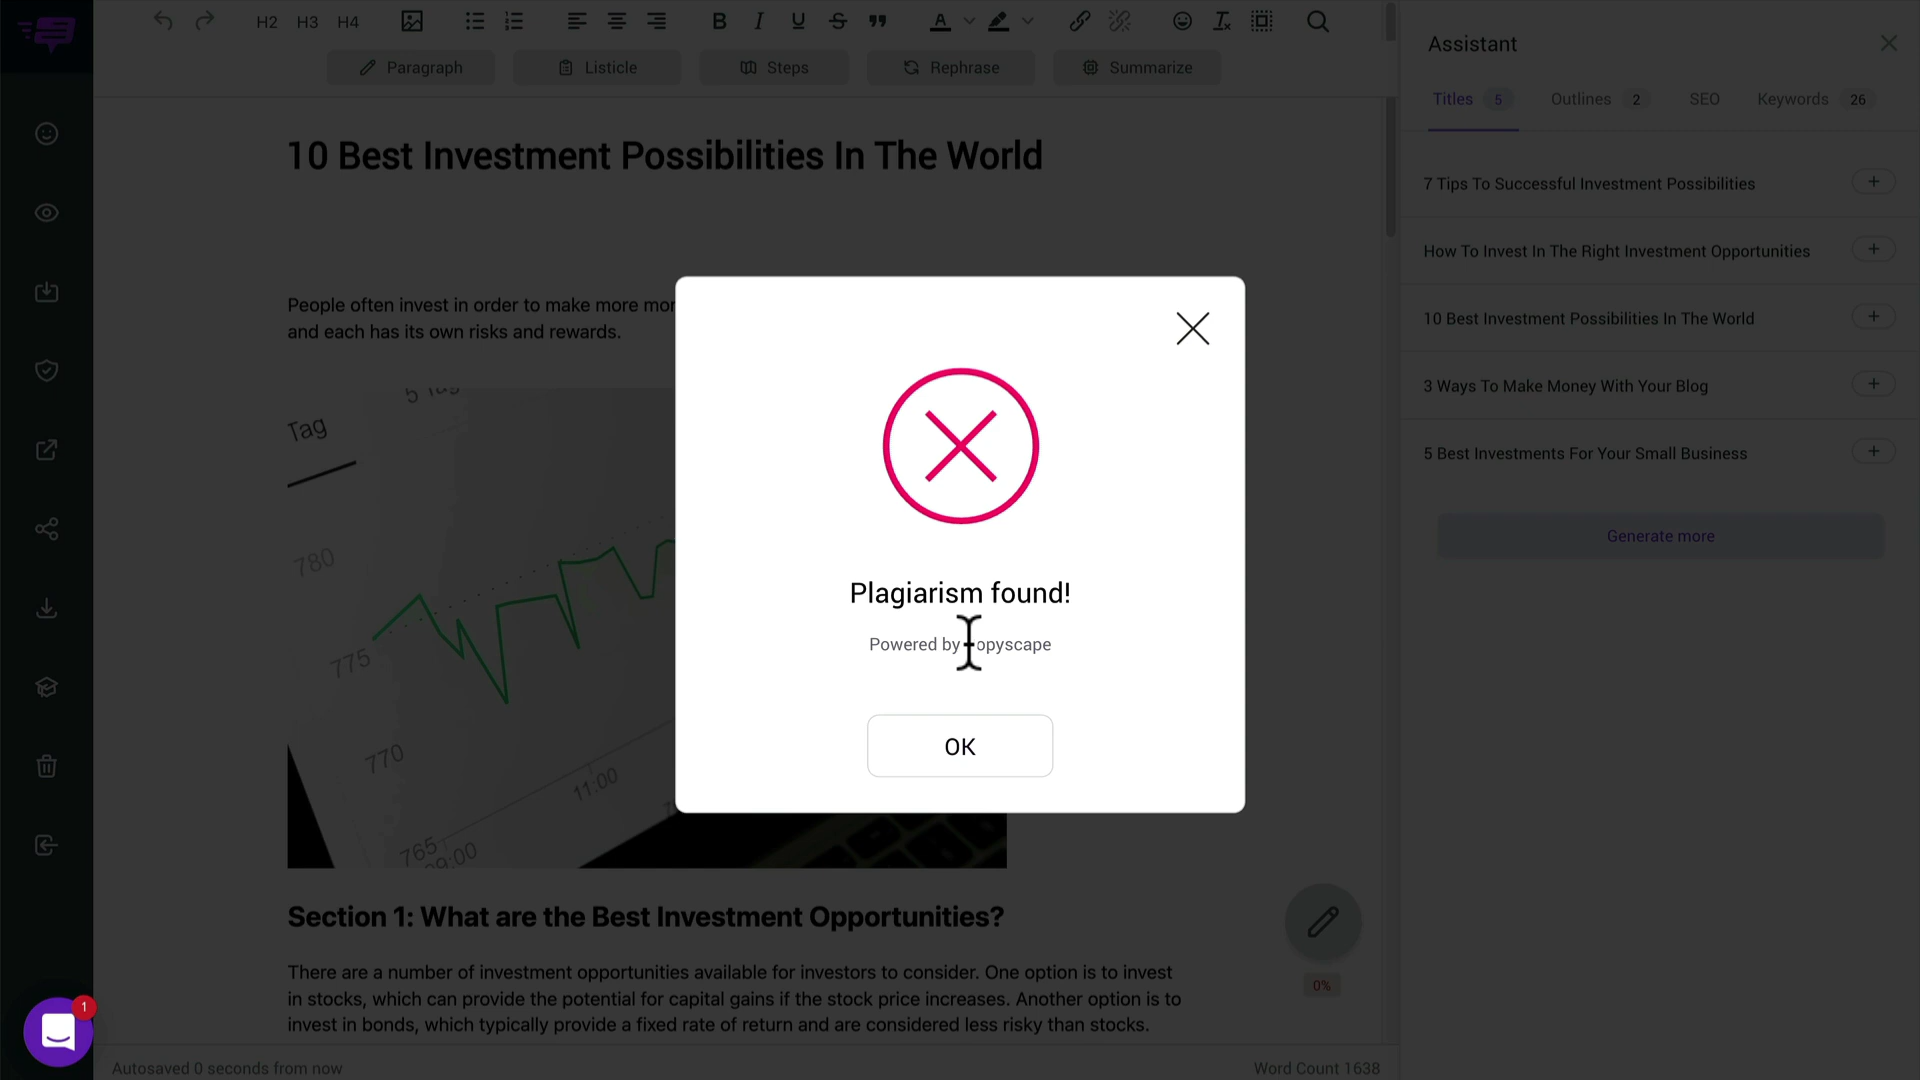 H2 H3 H4
B I U S A
Paragraph Listicle Steps Rephrase Summarize
Assistant
Titles 5 Outlines 2 SEO Keywords 26
10 Best Investment Possibilities In The World
7 Tips To Successful Investment Possibilities
How To Invest In The Right Investment Opportunities
10 Best Investment Possibilities In The World
3 Ways To Make Money With Your Blog
5 Best Investments For Your Small Business
Generate more
People often invest in order to make more
and each has its own risks and rewards.
5 Tag
Tag
780
775
770
765
11:00
09:00
Plagiarism found!
Powered by opyscape
OK
Section 1: What are the Best Investment Opportunities?
There are a number of investment opportunities available for investors to consider. One option is to invest
in stocks, which can provide the potential for capital gains if the stock price increases. Another option is to
invest in bonds, which typically provide a fixed rate of return and are considered less risky than stocks.
0%
1
Autosaved 0 seconds from now
Word Count 1638